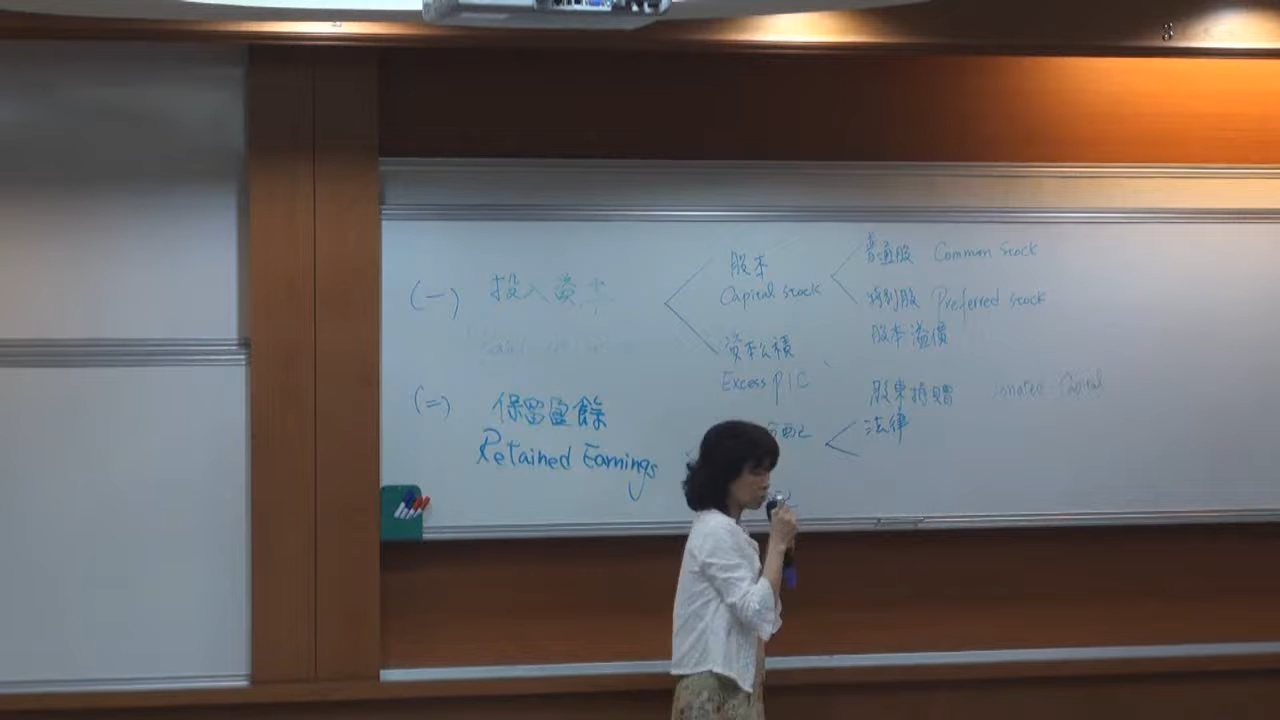 (一) 投入資本
股本
Capital stock
普通股 Common stock
特別股 Preferred stock
資本公積
Excess PIC
股本溢價
股東捐贈 Capital
(二) 保留盈餘
Retained Earnings
法律